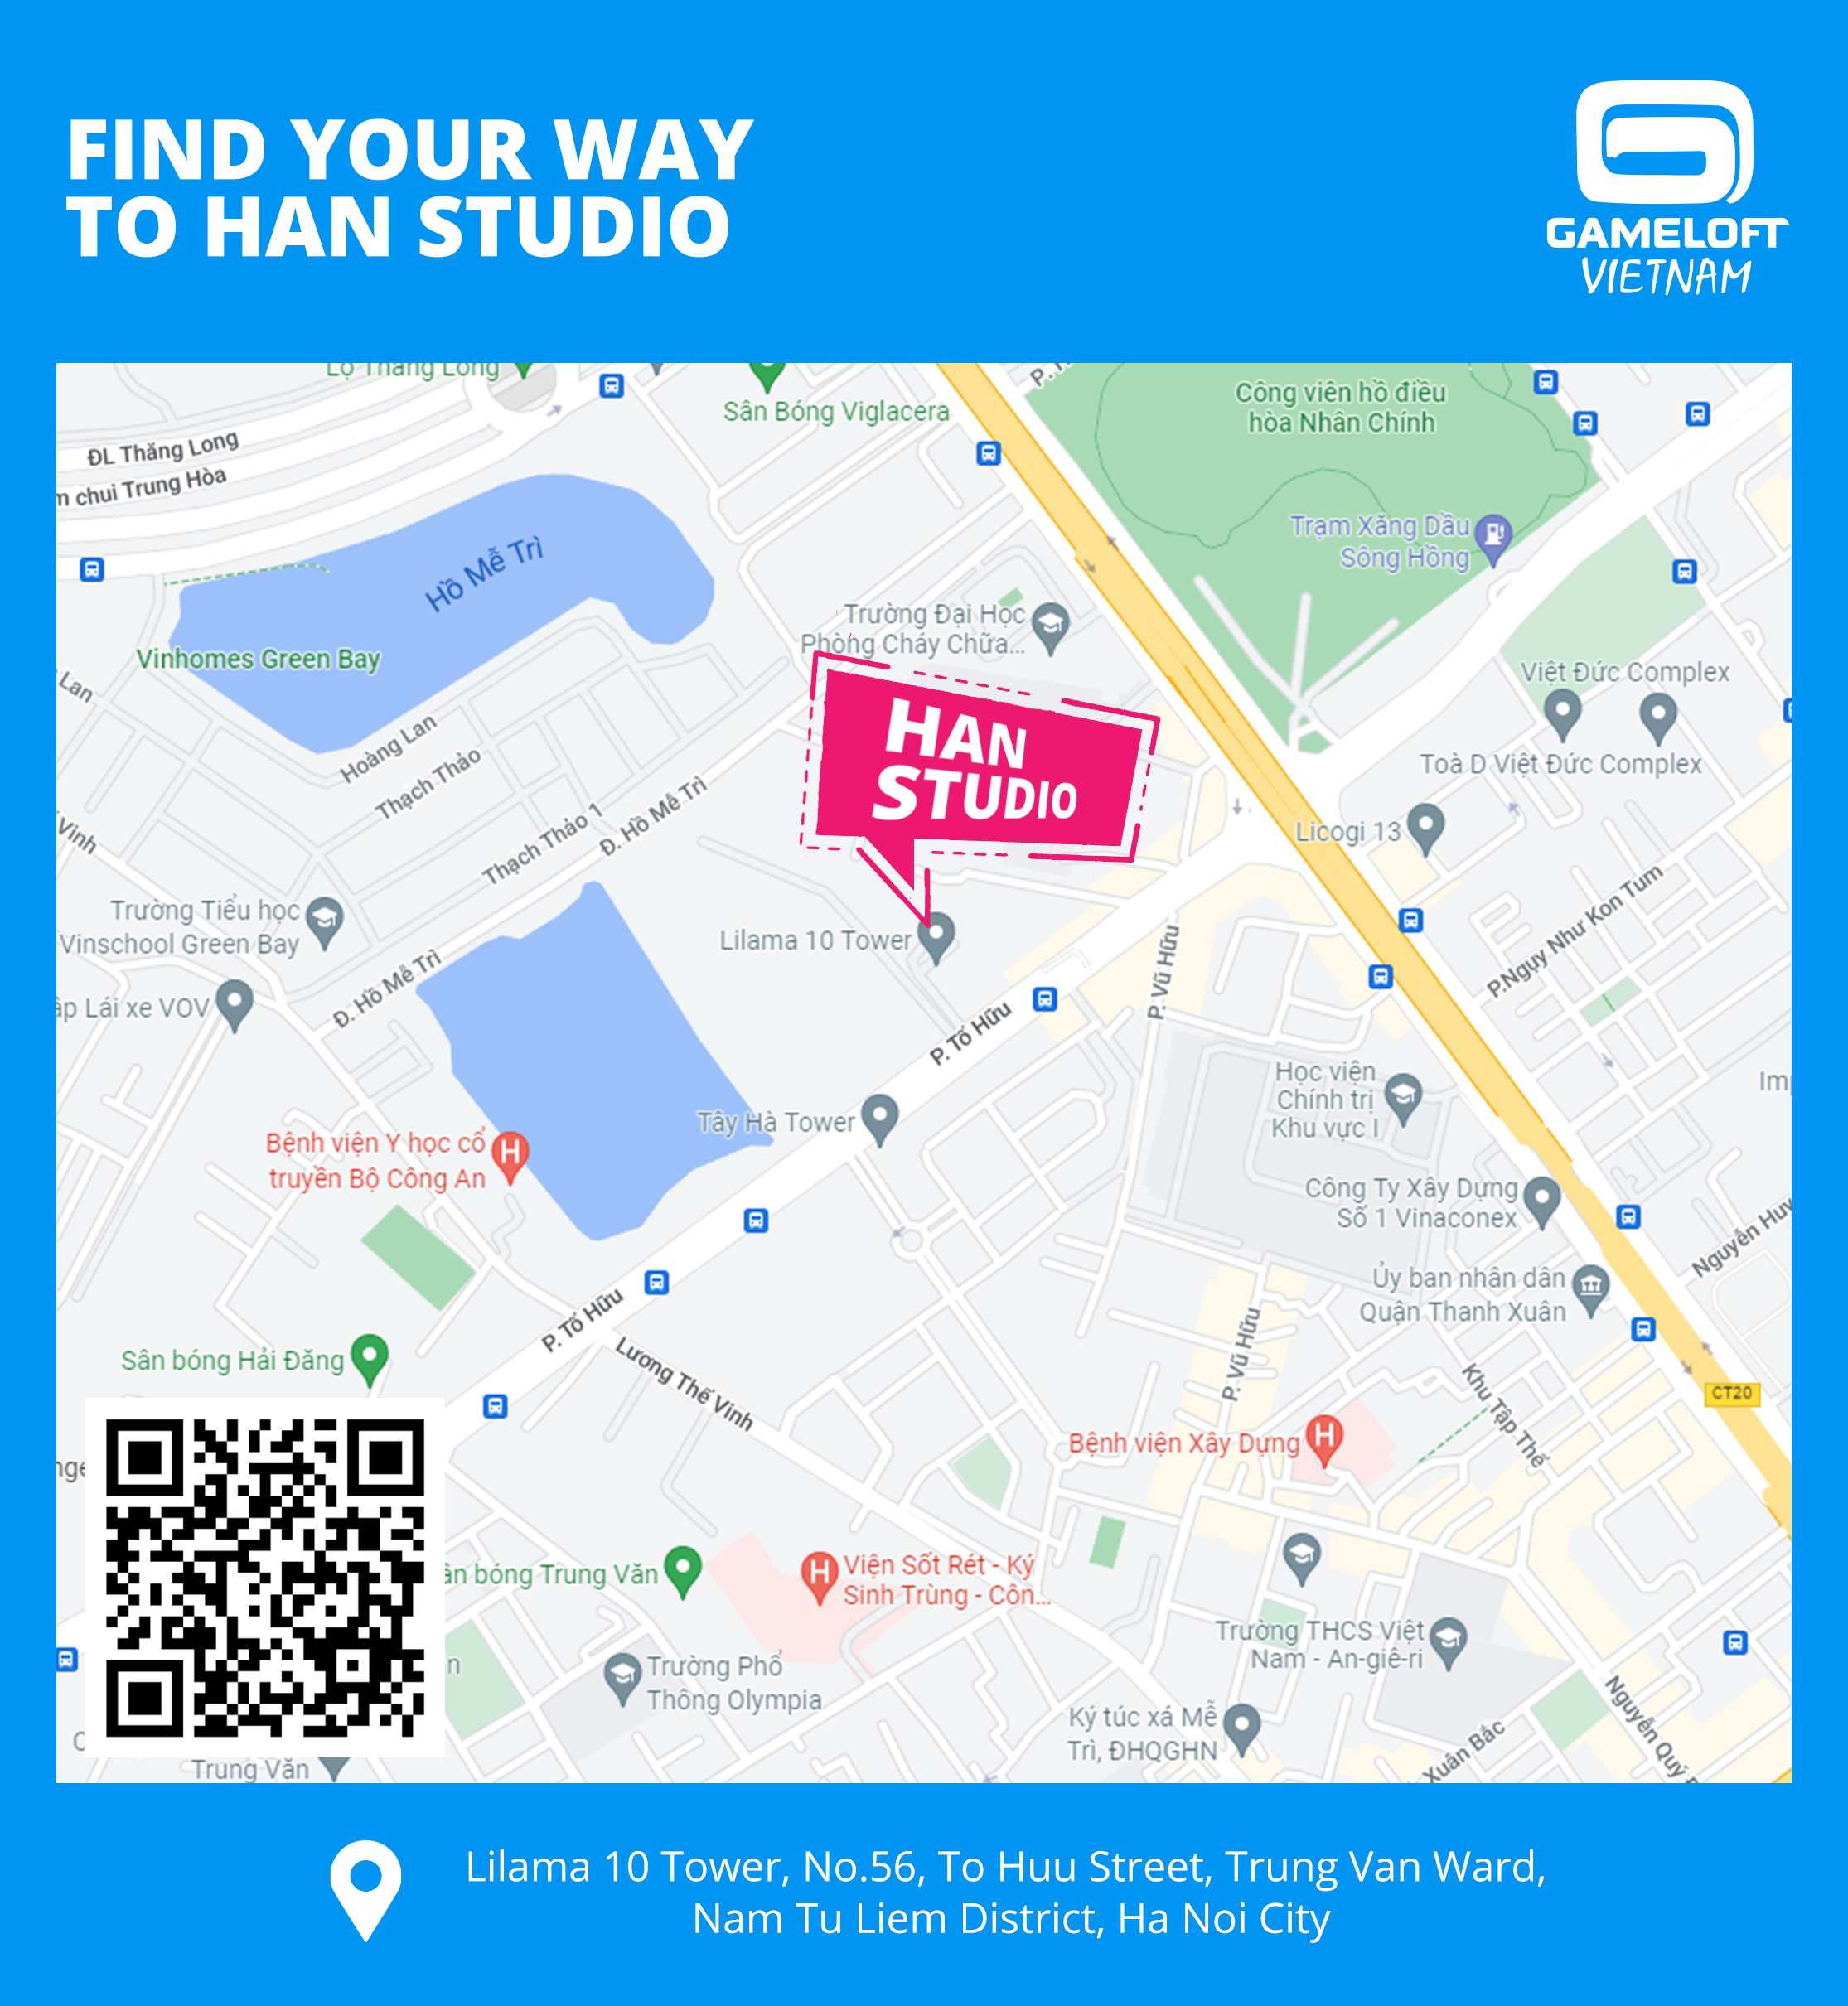 FIND YOUR WAY
TO HAN STUDIO
GAMELOFT
VIETNAM
Sân Bóng Viglacera
Công viên hồ điều
hòa Nhân Chính
ĐL Thăng Long
chui Trung Hòa
Trạm Xăng Dầu
Sông Hồng
Hồ Mễ Trì
Trường Đại Học
Phòng Cháy Chữa...
Vinhomes Green Bay
Lan
Việt Đức Complex
Toà D Việt Đức Complex
HAN
STUDIO
Hoàng Lan
Thạch Thảo
Thạch Thảo 1
Đ. Hồ Mễ Trì
Vinh
Licogi 13
Trường Tiểu học
Vinschool Green Bay
Lilama 10 Tower
P. Vũ Hữu
P.Ngụy Như Kon Tum
Lái xe VOV
Đ. Hồ Mễ Trì
P. Tố Hữu
Học viện
Chính trị
Khu vực I
Tây Hà Tower
Bệnh viện Y học cổ
truyền Bộ Công An
Công Ty Xây Dựng
Số 1 Vinaconex
Nguyễn
Ủy ban nhân dân
Quận Thanh Xuân
P. Tố Hữu
Sân bóng Hải Đăng
Lương Thế Vinh
P. Vũ Hữu
Khu Tập Thể
CT20
Bệnh viện Xây Dựng
bóng Trung Văn
Viện Sốt Rét - Ký
Sinh Trùng - Côn...
Trường THCS Việt
Nam - An-giê-ri
Trường Phổ
Thông Olympia
Ký túc xá Mễ
Trì, ĐHQGHN
Xuân Bắc
Nguyễn Quý
Trung Văn
Lilama 10 Tower, No.56, To Huu Street, Trung Van Ward,
Nam Tu Liem District, Ha Noi City